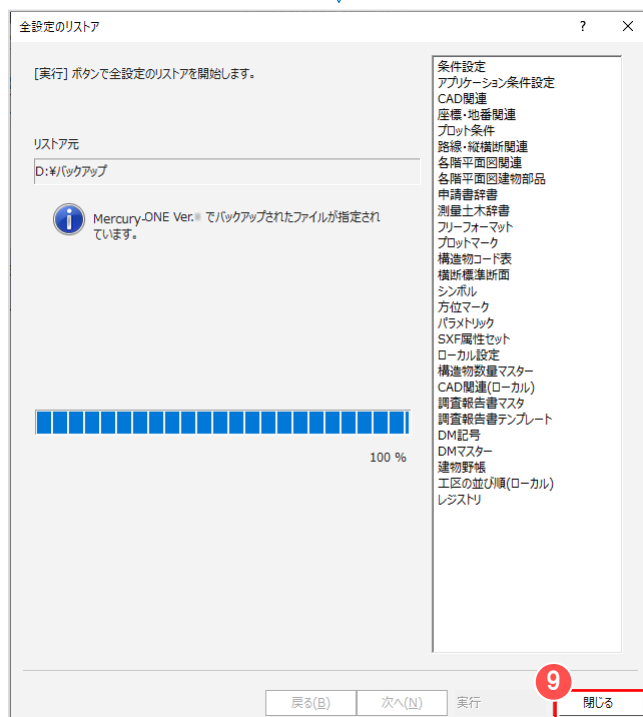 全設定のリストア
? ×
[実行] ボタンで全設定のリストアを開始します。
リストア元
D:¥バックアップ
Mercury-ONE Ver. でバックアップされたファイルが指定され
ています。
100 %
条件設定
アプリケーション条件設定
CAD関連
座標・地番関連
プロット条件
路線・縦横断関連
各階平面図関連
各階平面図建物部品
申請書辞書
測量土木辞書
フリーフォーマット
プロットマーク
構造物コード表
横断標準断面
シンボル
方位マーク
パラメトリック
SXF属性セット
ローカル設定
構造物数量マスター
CAD関連(ローカル)
調査報告書マスタ
調査報告書テンプレート
DM記号
DMマスター
建物野帳
工区の並び順(ローカル)
レジストリ
9
戻る(B) 次へ(N) 実行 閉じる